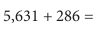 5,631 + 286 =